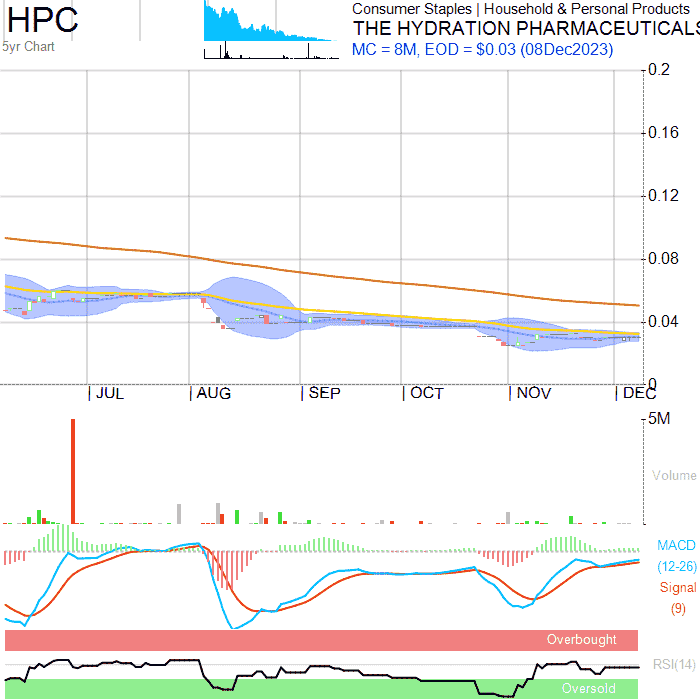 HPC
5yr Chart
Consumer Staples | Household & Personal Products
THE HYDRATION PHARMACEUTICALS
MC = 8M, EOD = $0.03 (08Dec2023)
0.2
0.16
0.12
0.08
0.04
0
JUL AUG SEP OCT NOV DEC
5M
Volume
MACD
(12-26)
Signal
(9)
Overbought
RSI(14)
Oversold